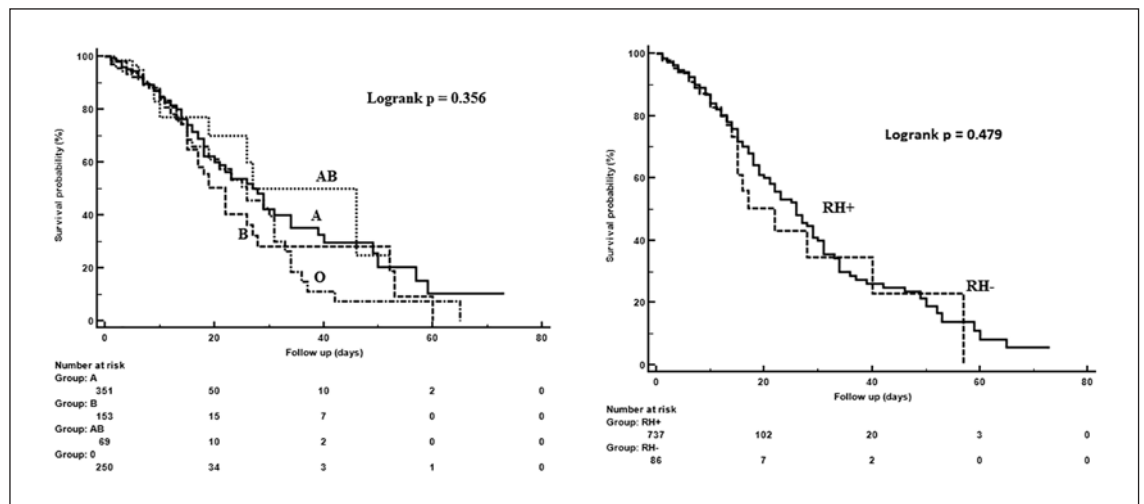 100
80
60
40
20
0
Survival probability (%)
Logrank p = 0.356
AB
A
B
O
0 20 40 60 80
Follow up (days)
Number at risk
Group: A
351 50 10 2 0
Group: B
153 15 7 0 0
Group: AB
69 10 2 0 0
Group: 0
250 34 3 1 0
100
80
60
40
20
0
Survival probability (%)
Logrank p = 0.479
RH+
RH-
0 20 40 60 80
Follow up (days)
Number at risk
Group: RH+
737 102 20 3 0
Group: RH-
86 7 2 0 0